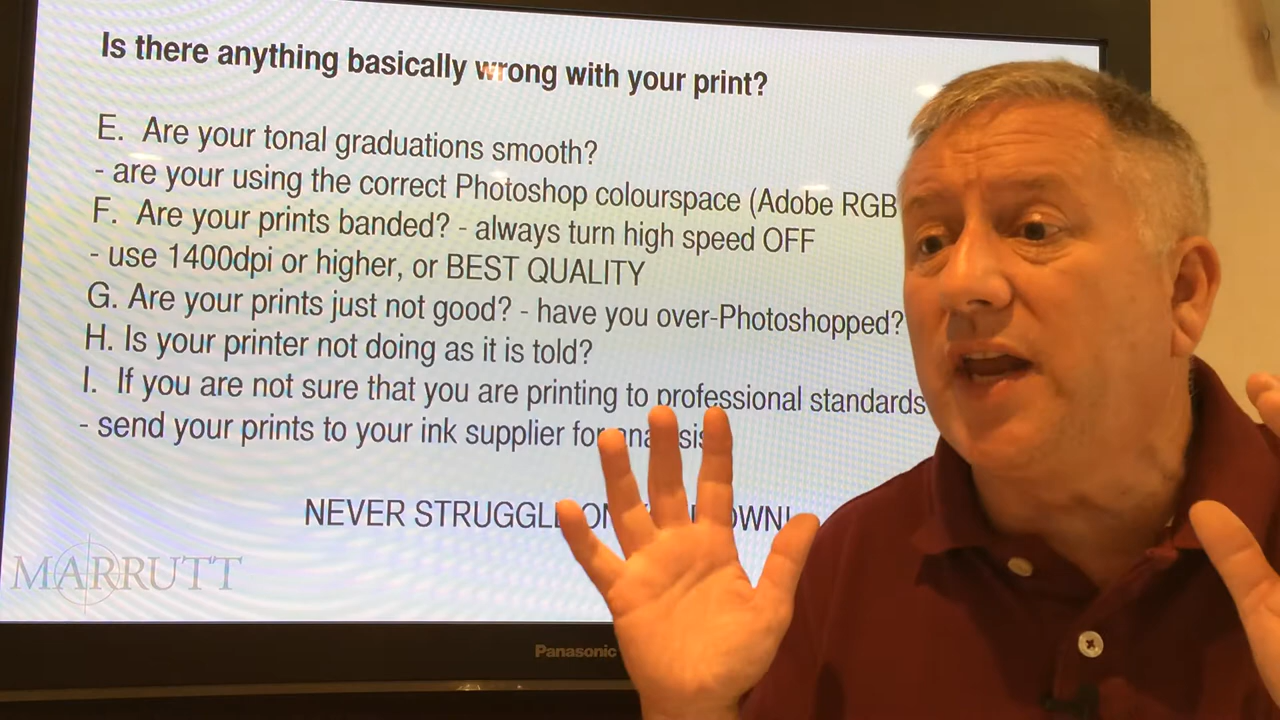 Is there anything basically wrong with your print?
E. Are your tonal graduations smooth?
- are your using the correct Photoshop colourspace (Adobe RGB
F. Are your prints banded? - always turn high speed OFF
- use 1400dpi or higher, or BEST QUALITY
G. Are your prints just not good? - have you over-Photoshopped?
H. Is your printer not doing as it is told?
I. If you are not sure that you are printing to professional standards
- send your prints to your ink supplier for analysis
NEVER STRUGGLE ON
MARRUTT
Panasonic